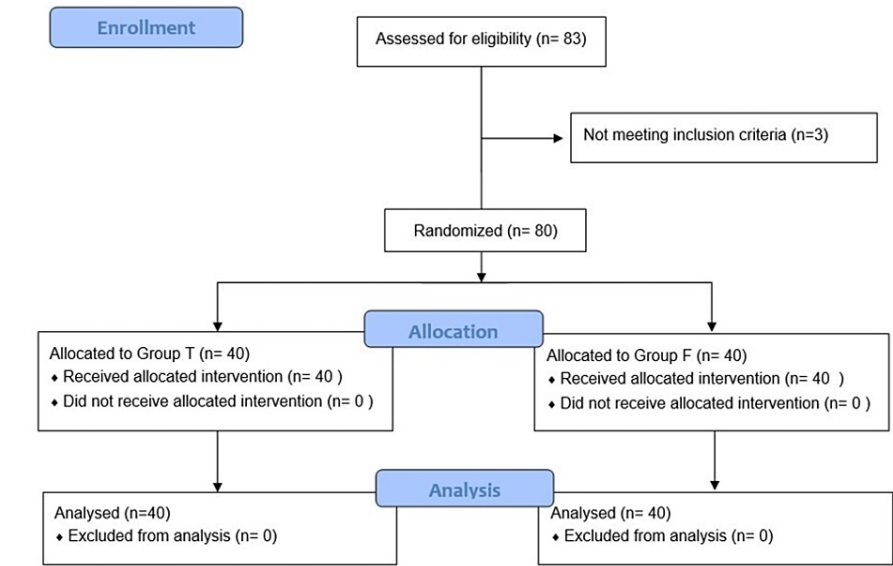 Enrollment
Assessed for eligibility (n= 83)
Not meeting inclusion criteria (n=3)
Randomized (n= 80)
Allocation
Allocated to Group T (n= 40)
♦ Received allocated intervention (n= 40 )
♦ Did not receive allocated intervention (n= 0 )
Allocated to Group F (n= 40)
♦ Received allocated intervention (n= 40  )
♦ Did not receive allocated intervention (n= 0 )
Analysis
Analysed (n=40)
♦ Excluded from analysis (n= 0)
Analysed (n= 40)
♦ Excluded from analysis (n= 0)